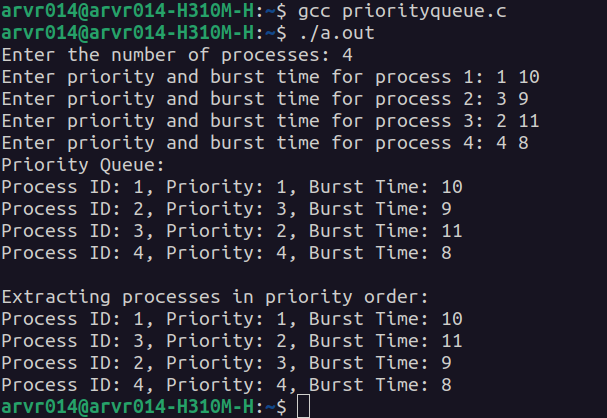 arvr014@arvr014-H310M-H:~$ gcc priorityqueue.c
arvr014@arvr014-H310M-H:~$ ./a.out
Enter the number of processes: 4
Enter priority and burst time for process 1: 1 10
Enter priority and burst time for process 2: 3 9
Enter priority and burst time for process 3: 2 11
Enter priority and burst time for process 4: 4 8
Priority Queue:
Process ID: 1, Priority: 1, Burst Time: 10
Process ID: 2, Priority: 3, Burst Time: 9
Process ID: 3, Priority: 2, Burst Time: 11
Process ID: 4, Priority: 4, Burst Time: 8

Extracting processes in priority order:
Process ID: 1, Priority: 1, Burst Time: 10
Process ID: 3, Priority: 2, Burst Time: 11
Process ID: 2, Priority: 3, Burst Time: 9
Process ID: 4, Priority: 4, Burst Time: 8
arvr014@arvr014-H310M-H:~$